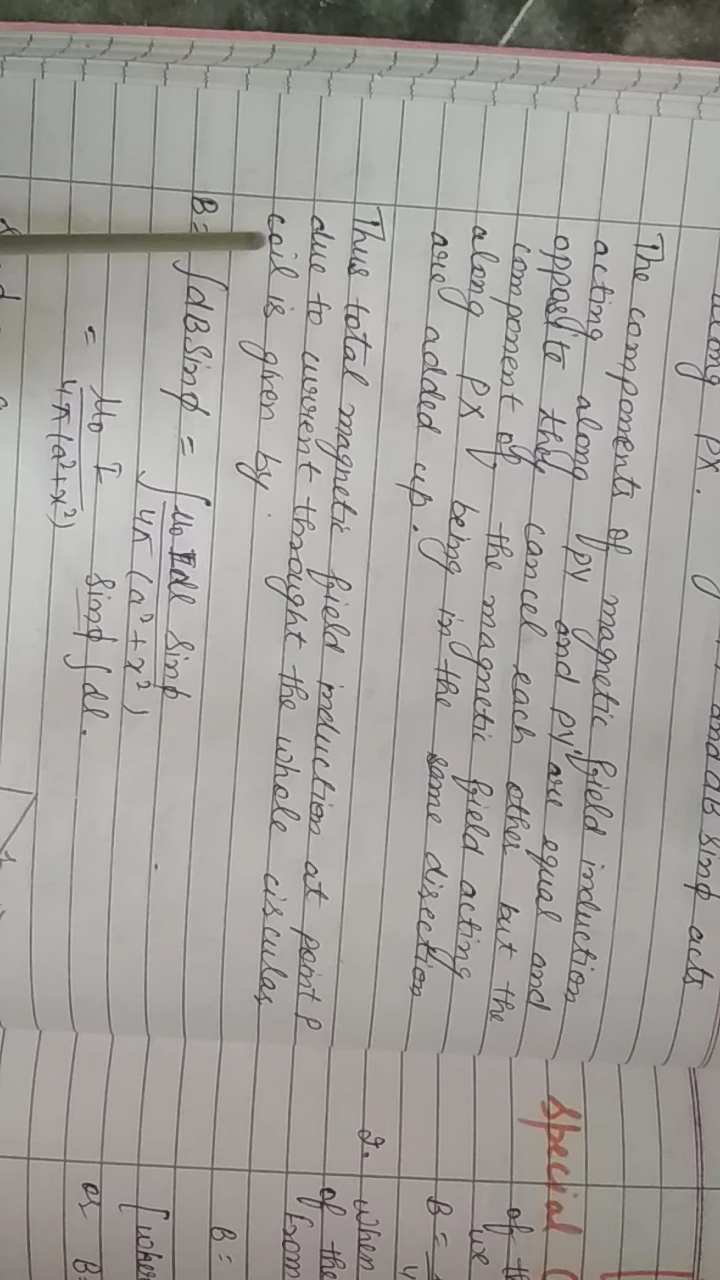 along PX.
and dB sinφ acts
The components of magnetic field induction
acting along py and py' are equal and
opposite they cancel each other but the
component of the magnetic field acting
along PX being in the same direction
are added up.
Thus total magnetic field induction at point P
due to current throught the whole circular
coil is given by.
B = ∫dB sinφ = ∫ μ₀ Idl sinφ / 4π (a²+x²)
= μ₀ I / 4π (a²+x²) sinφ ∫dl.
Special
of
we
B =
2. when
of the
from
B =
[where
or B=